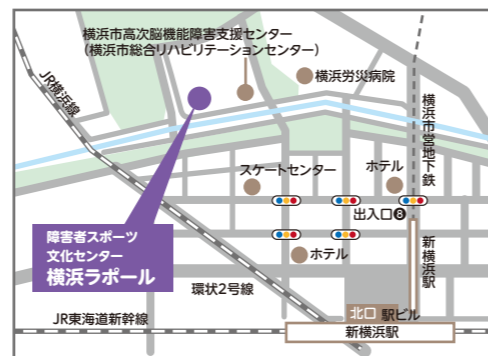 横浜市高次脳機能障害支援センター
（横浜市総合リハビリテーションセンター）
横浜労災病院
JR横浜線
横浜市営地下鉄
スケートセンター
ホテル
出入口❽
障害者スポーツ
文化センター
横浜ラポール
ホテル
新横浜駅
環状2号線
北口 駅ビル
JR東海道新幹線
新横浜駅